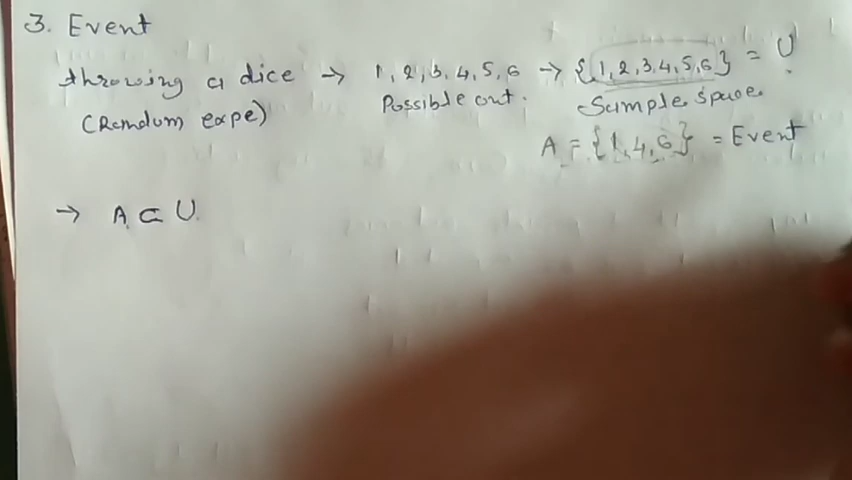 3. Event
throwing a dice → 1, 2, 3, 4, 5, 6 → {1, 2, 3, 4, 5, 6} = U
(Random expe) Possible out. Sample space
A = {1, 4, 6} = Event
→ A ⊂ U.